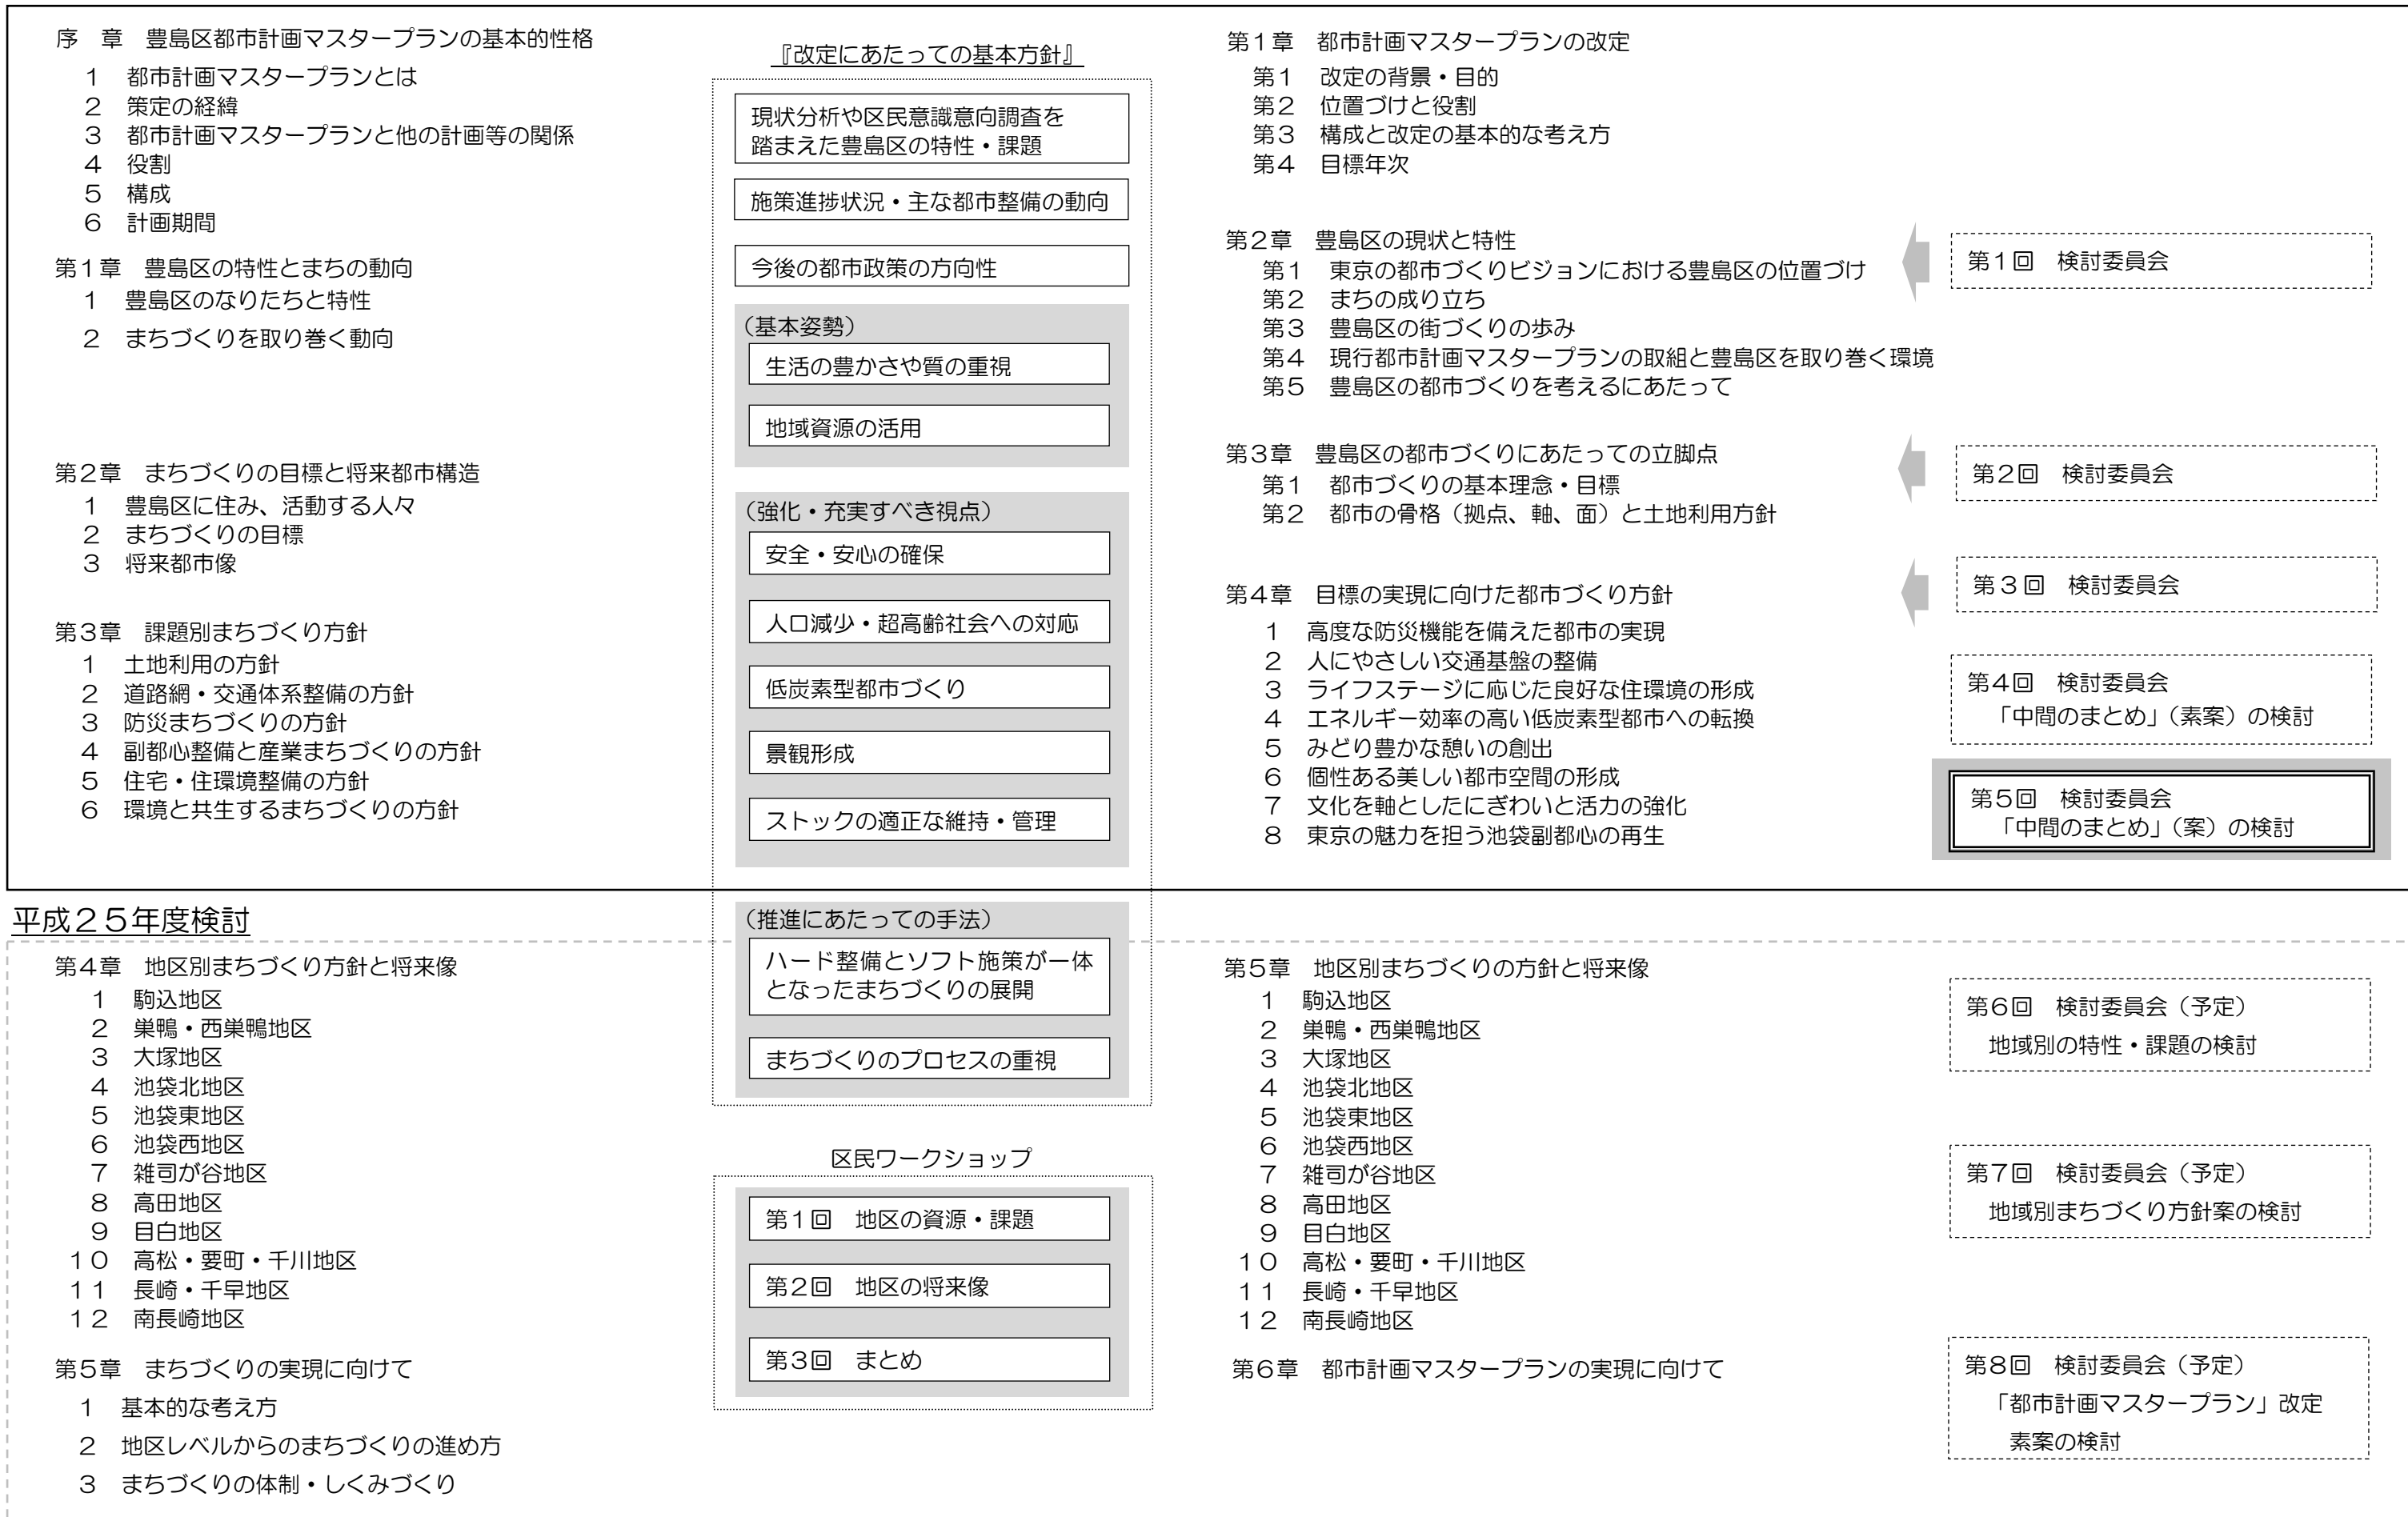 序　章　豊島区都市計画マスタープランの基本的性格
１　都市計画マスタープランとは
２　策定の経緯
３　都市計画マスタープランと他の計画等の関係
４　役割
５　構成
６　計画期間
第１章　豊島区の特性とまちの動向
１　豊島区のなりたちと特性
２　まちづくりを取り巻く動向
第２章　まちづくりの目標と将来都市構造
１　豊島区に住み、活動する人々
２　まちづくりの目標
３　将来都市像
第３章　課題別まちづくり方針
１　土地利用の方針
２　道路網・交通体系整備の方針
３　防災まちづくりの方針
４　副都心整備と産業まちづくりの方針
５　住宅・住環境整備の方針
６　環境と共生するまちづくりの方針
『改定にあたっての基本方針』
現状分析や区民意識意向調査を
踏まえた豊島区の特性・課題
施策進捗状況・主な都市整備の動向
今後の都市政策の方向性
（基本姿勢）
生活の豊かさや質の重視
地域資源の活用
（強化・充実すべき視点）
安全・安心の確保
人口減少・超高齢社会への対応
低炭素型都市づくり
景観形成
ストックの適正な維持・管理
第１章　都市計画マスタープランの改定
第１　改定の背景・目的
第２　位置づけと役割
第３　構成と改定の基本的な考え方
第４　目標年次
第２章　豊島区の現状と特性
第１　東京の都市づくりビジョンにおける豊島区の位置づけ
第２　まちの成り立ち
第３　豊島区の街づくりの歩み
第４　現行都市計画マスタープランの取組と豊島区を取り巻く環境
第５　豊島区の都市づくりを考えるにあたって
第３章　豊島区の都市づくりにあたっての立脚点
第１　都市づくりの基本理念・目標
第２　都市の骨格（拠点、軸、面）と土地利用方針
第４章　目標の実現に向けた都市づくり方針
１　高度な防災機能を備えた都市の実現
２　人にやさしい交通基盤の整備
３　ライフステージに応じた良好な住環境の形成
４　エネルギー効率の高い低炭素型都市への転換
５　みどり豊かな憩いの創出
６　個性ある美しい都市空間の形成
７　文化を軸としたにぎわいと活力の強化
８　東京の魅力を担う池袋副都心の再生
第１回　検討委員会
第２回　検討委員会
第３回　検討委員会
第４回　検討委員会
「中間のまとめ」（素案）の検討
第５回　検討委員会
「中間のまとめ」（案）の検討
平成２５年度検討
第４章　地区別まちづくり方針と将来像
１　駒込地区
２　巣鴨・西巣鴨地区
３　大塚地区
４　池袋北地区
５　池袋東地区
６　池袋西地区
７　雑司が谷地区
８　高田地区
９　目白地区
１０　高松・要町・千川地区
１１　長崎・千早地区
１２　南長崎地区
第５章　まちづくりの実現に向けて
１　基本的な考え方
２　地区レベルからのまちづくりの進め方
３　まちづくりの体制・しくみづくり
（推進にあたっての手法）
ハード整備とソフト施策が一体
となったまちづくりの展開
まちづくりのプロセスの重視
区民ワークショップ
第１回　地区の資源・課題
第２回　地区の将来像
第３回　まとめ
第５章　地区別まちづくりの方針と将来像
１　駒込地区
２　巣鴨・西巣鴨地区
３　大塚地区
４　池袋北地区
５　池袋東地区
６　池袋西地区
７　雑司が谷地区
８　高田地区
９　目白地区
１０　高松・要町・千川地区
１１　長崎・千早地区
１２　南長崎地区
第６章　都市計画マスタープランの実現に向けて
第６回　検討委員会（予定）
地域別の特性・課題の検討
第７回　検討委員会（予定）
地域別まちづくり方針案の検討
第８回　検討委員会（予定）
「都市計画マスタープラン」改定
素案の検討